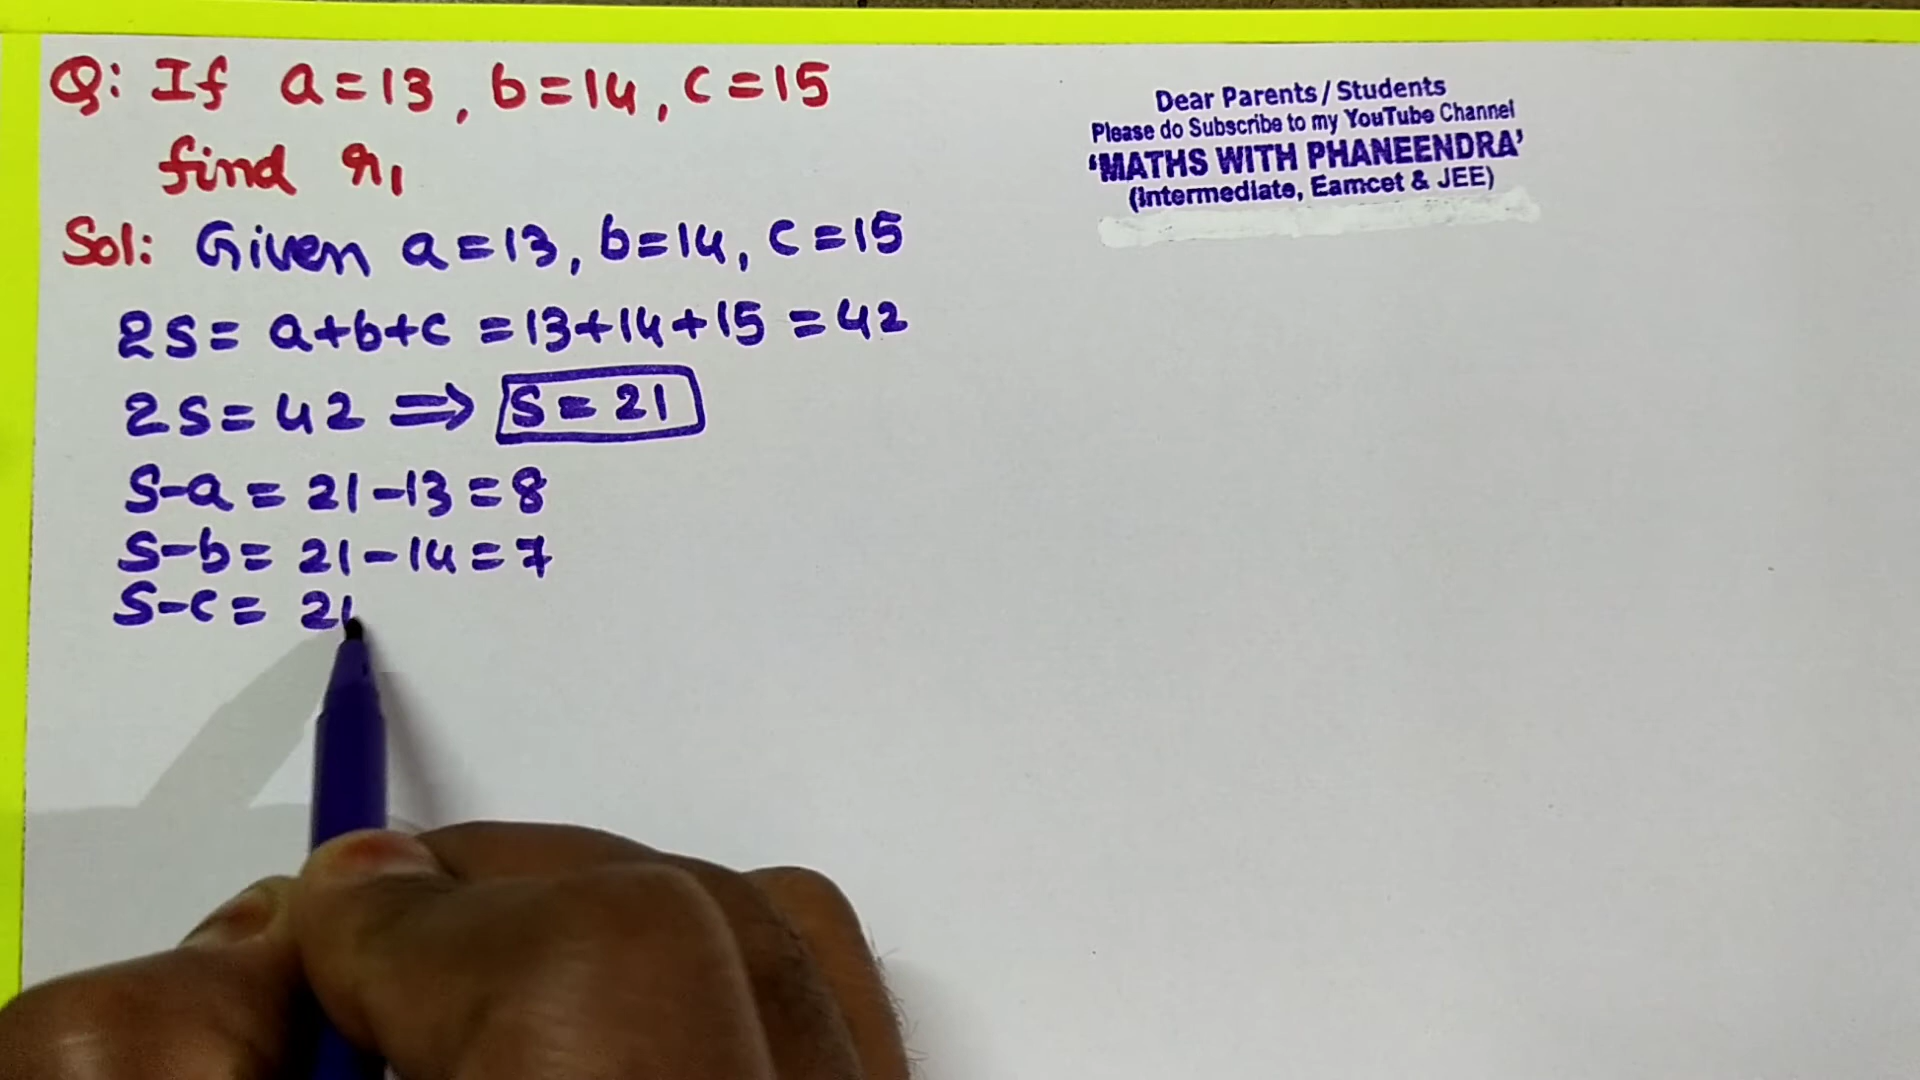 Q: If a=13, b=14, c=15
find r₁
Sol: Given a=13, b=14, c=15
2S= a+b+c =13+14+15 =42
2S=42 ⟹ S=21
S-a = 21-13=8
S-b= 21-14=7
S-c= 21
Dear Parents / Students
Please do Subscribe to my YouTube Channel
'MATHS WITH PHANEENDRA'
(Intermediate, Eamcet & JEE)